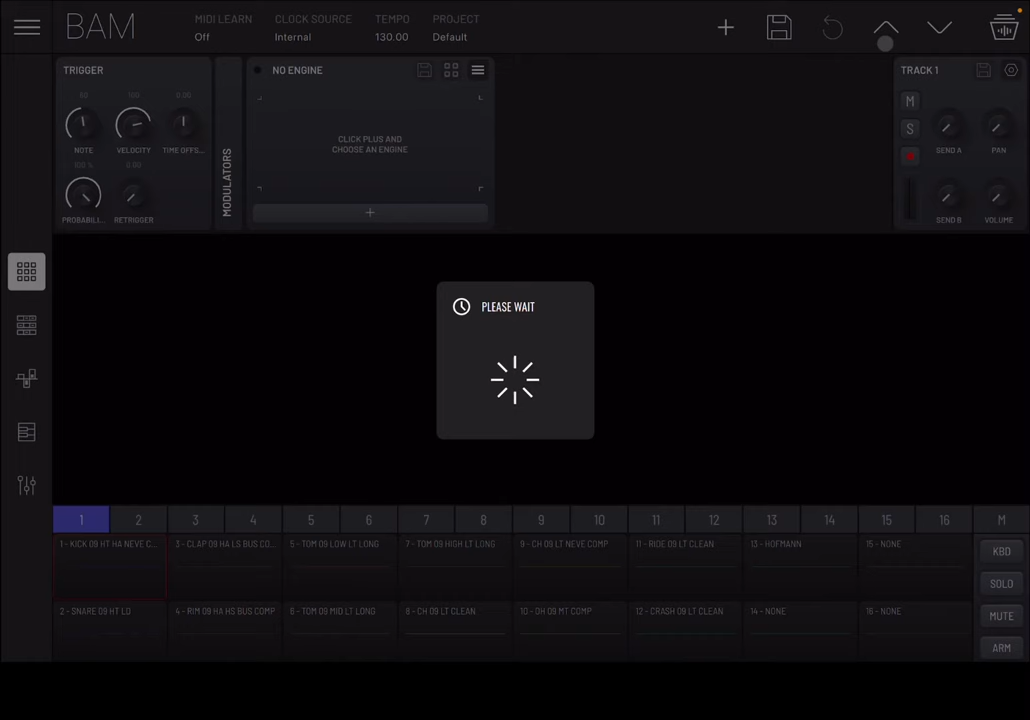 BAM
MIDI LEARN
Off
CLOCK SOURCE
Internal
TEMPO
130.00
PROJECT
Default
TRIGGER
60
100
0.00
NOTE
VELOCITY
TIME OFFS...
100 %
0.00
PROBABILI...
RETRIGGER
MODULATORS
NO ENGINE
CLICK PLUS AND
CHOOSE AN ENGINE
+
TRACK 1
M
S
SEND A
PAN
SEND B
VOLUME
PLEASE WAIT
1 2 3 4 5 6 7 8 9 10 11 12 13 14 15 16 M
1 - KICK 09 HT HA NEVE C...
3 - CLAP 09 HA LS BUS CO...
5 - TOM 09 LOW LT LONG
7 - TOM 09 HIGH LT LONG
9 - CH 09 LT NEVE COMP
11 - RIDE 09 LT CLEAN
13 - HOFMANN
15 - NONE
KBD
SOLO
2 - SNARE 09 HT LO
4 - RIM 09 HA HS BUS COMP
6 - TOM 09 MID LT LONG
8 - CH 09 LT CLEAN
10 - OH 09 MT COMP
12 - CRASH 09 LT CLEAN
14 - NONE
16 - NONE
MUTE
ARM